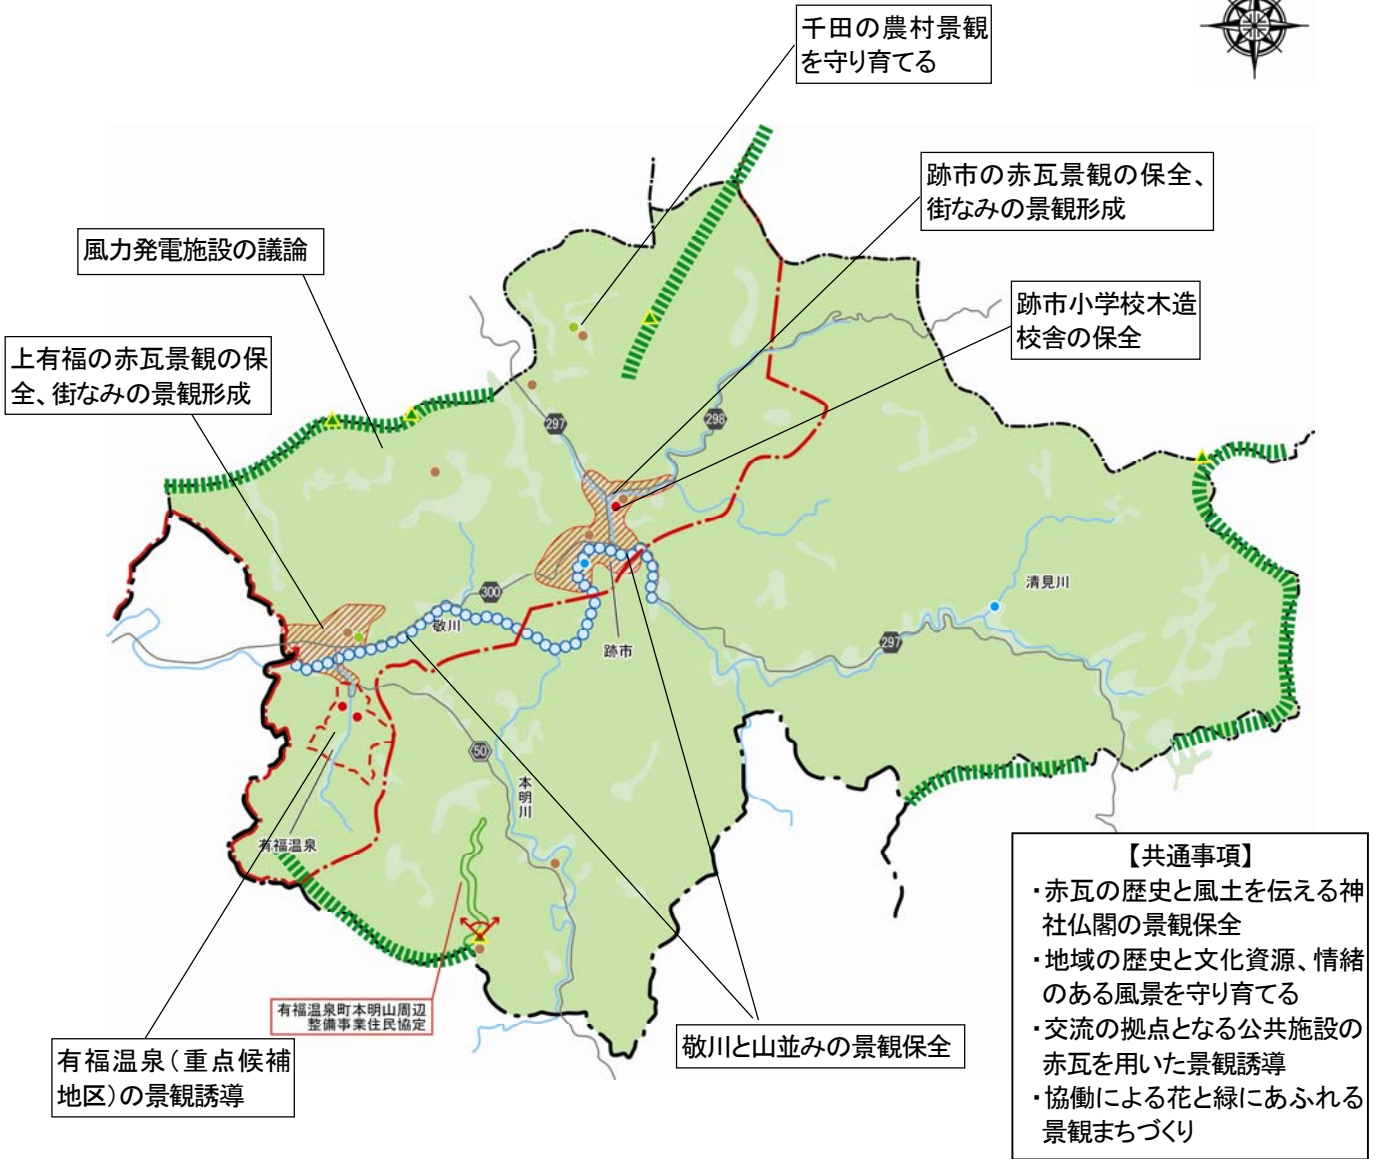 千田の農村景観
を守り育てる
跡市の赤瓦景観の保全、
街なみの景観形成
風力発電施設の議論
跡市小学校木造
校舎の保全
上有福の赤瓦景観の保
全、街なみの景観形成
297
298
300
敬川
跡市
清見川
297
50
本明川
有福温泉
有福温泉町本明山周辺
整備事業住民協定
有福温泉（重点候補
地区）の景観誘導
敬川と山並みの景観保全
【共通事項】
・赤瓦の歴史と風土を伝える神
社仏閣の景観保全
・地域の歴史と文化資源、情緒
のある風景を守り育てる
・交流の拠点となる公共施設の
赤瓦を用いた景観誘導
・協働による花と緑にあふれる
景観まちづくり